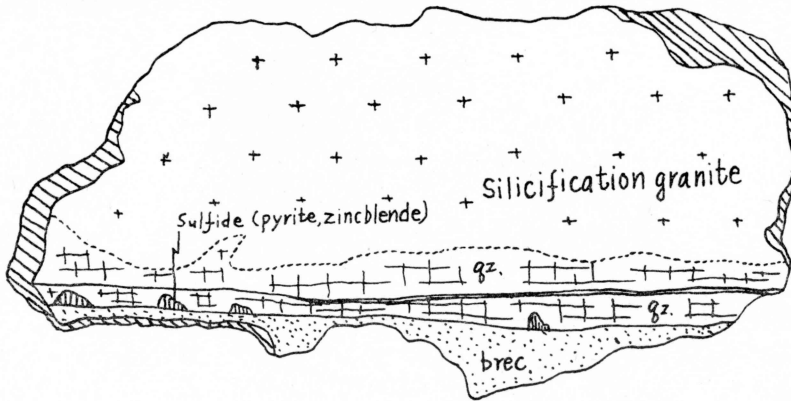 Silicification granite
Sulfide (pyrite, zincblende)
qz.
qz.
brec.